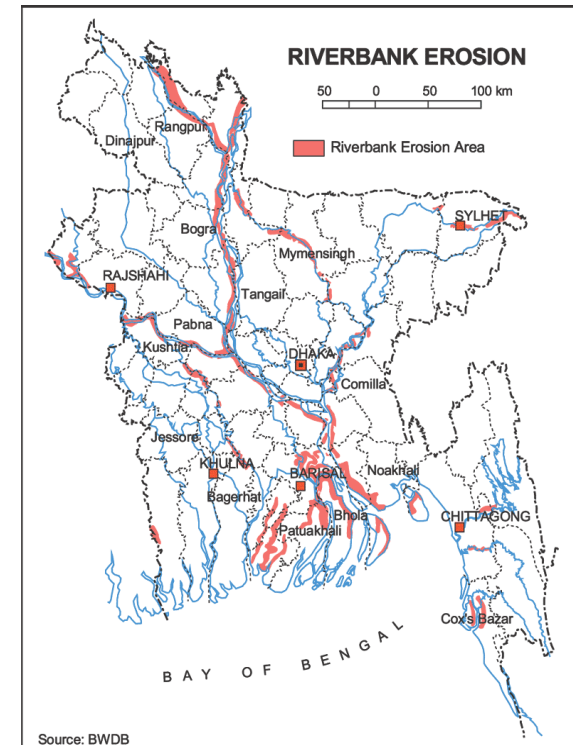 RIVERBANK EROSION
50 0 50 100 km
Riverbank Erosion Area
Rangpur
Dinajpur
SYLHET
Bogra
Mymensingh
RAJSHAHI
Tangail
Pabna
Kushtia
DHAKA
Comilla
Jessore
KHULNA
Noakhali
BARISAL
Bagerhat
Bhola
CHITTAGONG
Patuakhali
Cox's Bazar
BAY OF BENGAL
Source: BWDB